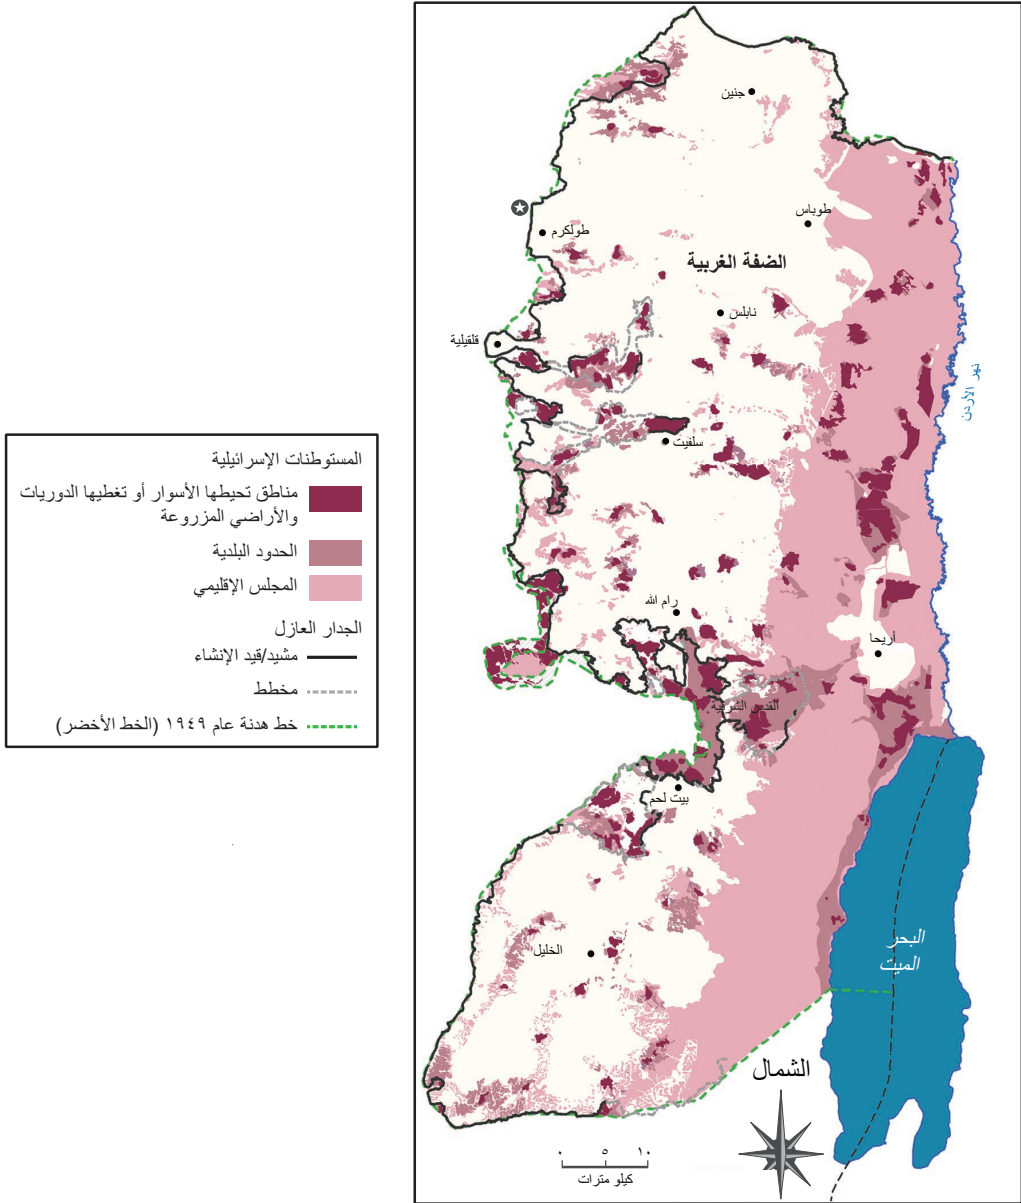 جنين
طوباس
طولكرم
الضفة الغربية
نابلس
قلقيلية
نهر الأردن
سلفيت
المستوطنات الإسرائيلية
مناطق تحيطها الأسوار أو تغطيها الدوريات
والأراضي المزروعة
الحدود البلدية
المجلس الإقليمي
الجدار العازل
مشيد/قيد الإنشاء
مخطط
خط هدنة عام ١٩٤٩ (الخط الأخضر)
رام الله
أريحا
القدس الشرقية
بيت لحم
الخليل
البحر
الميت
الشمال
٠ ٥ ١٠
كيلو مترات